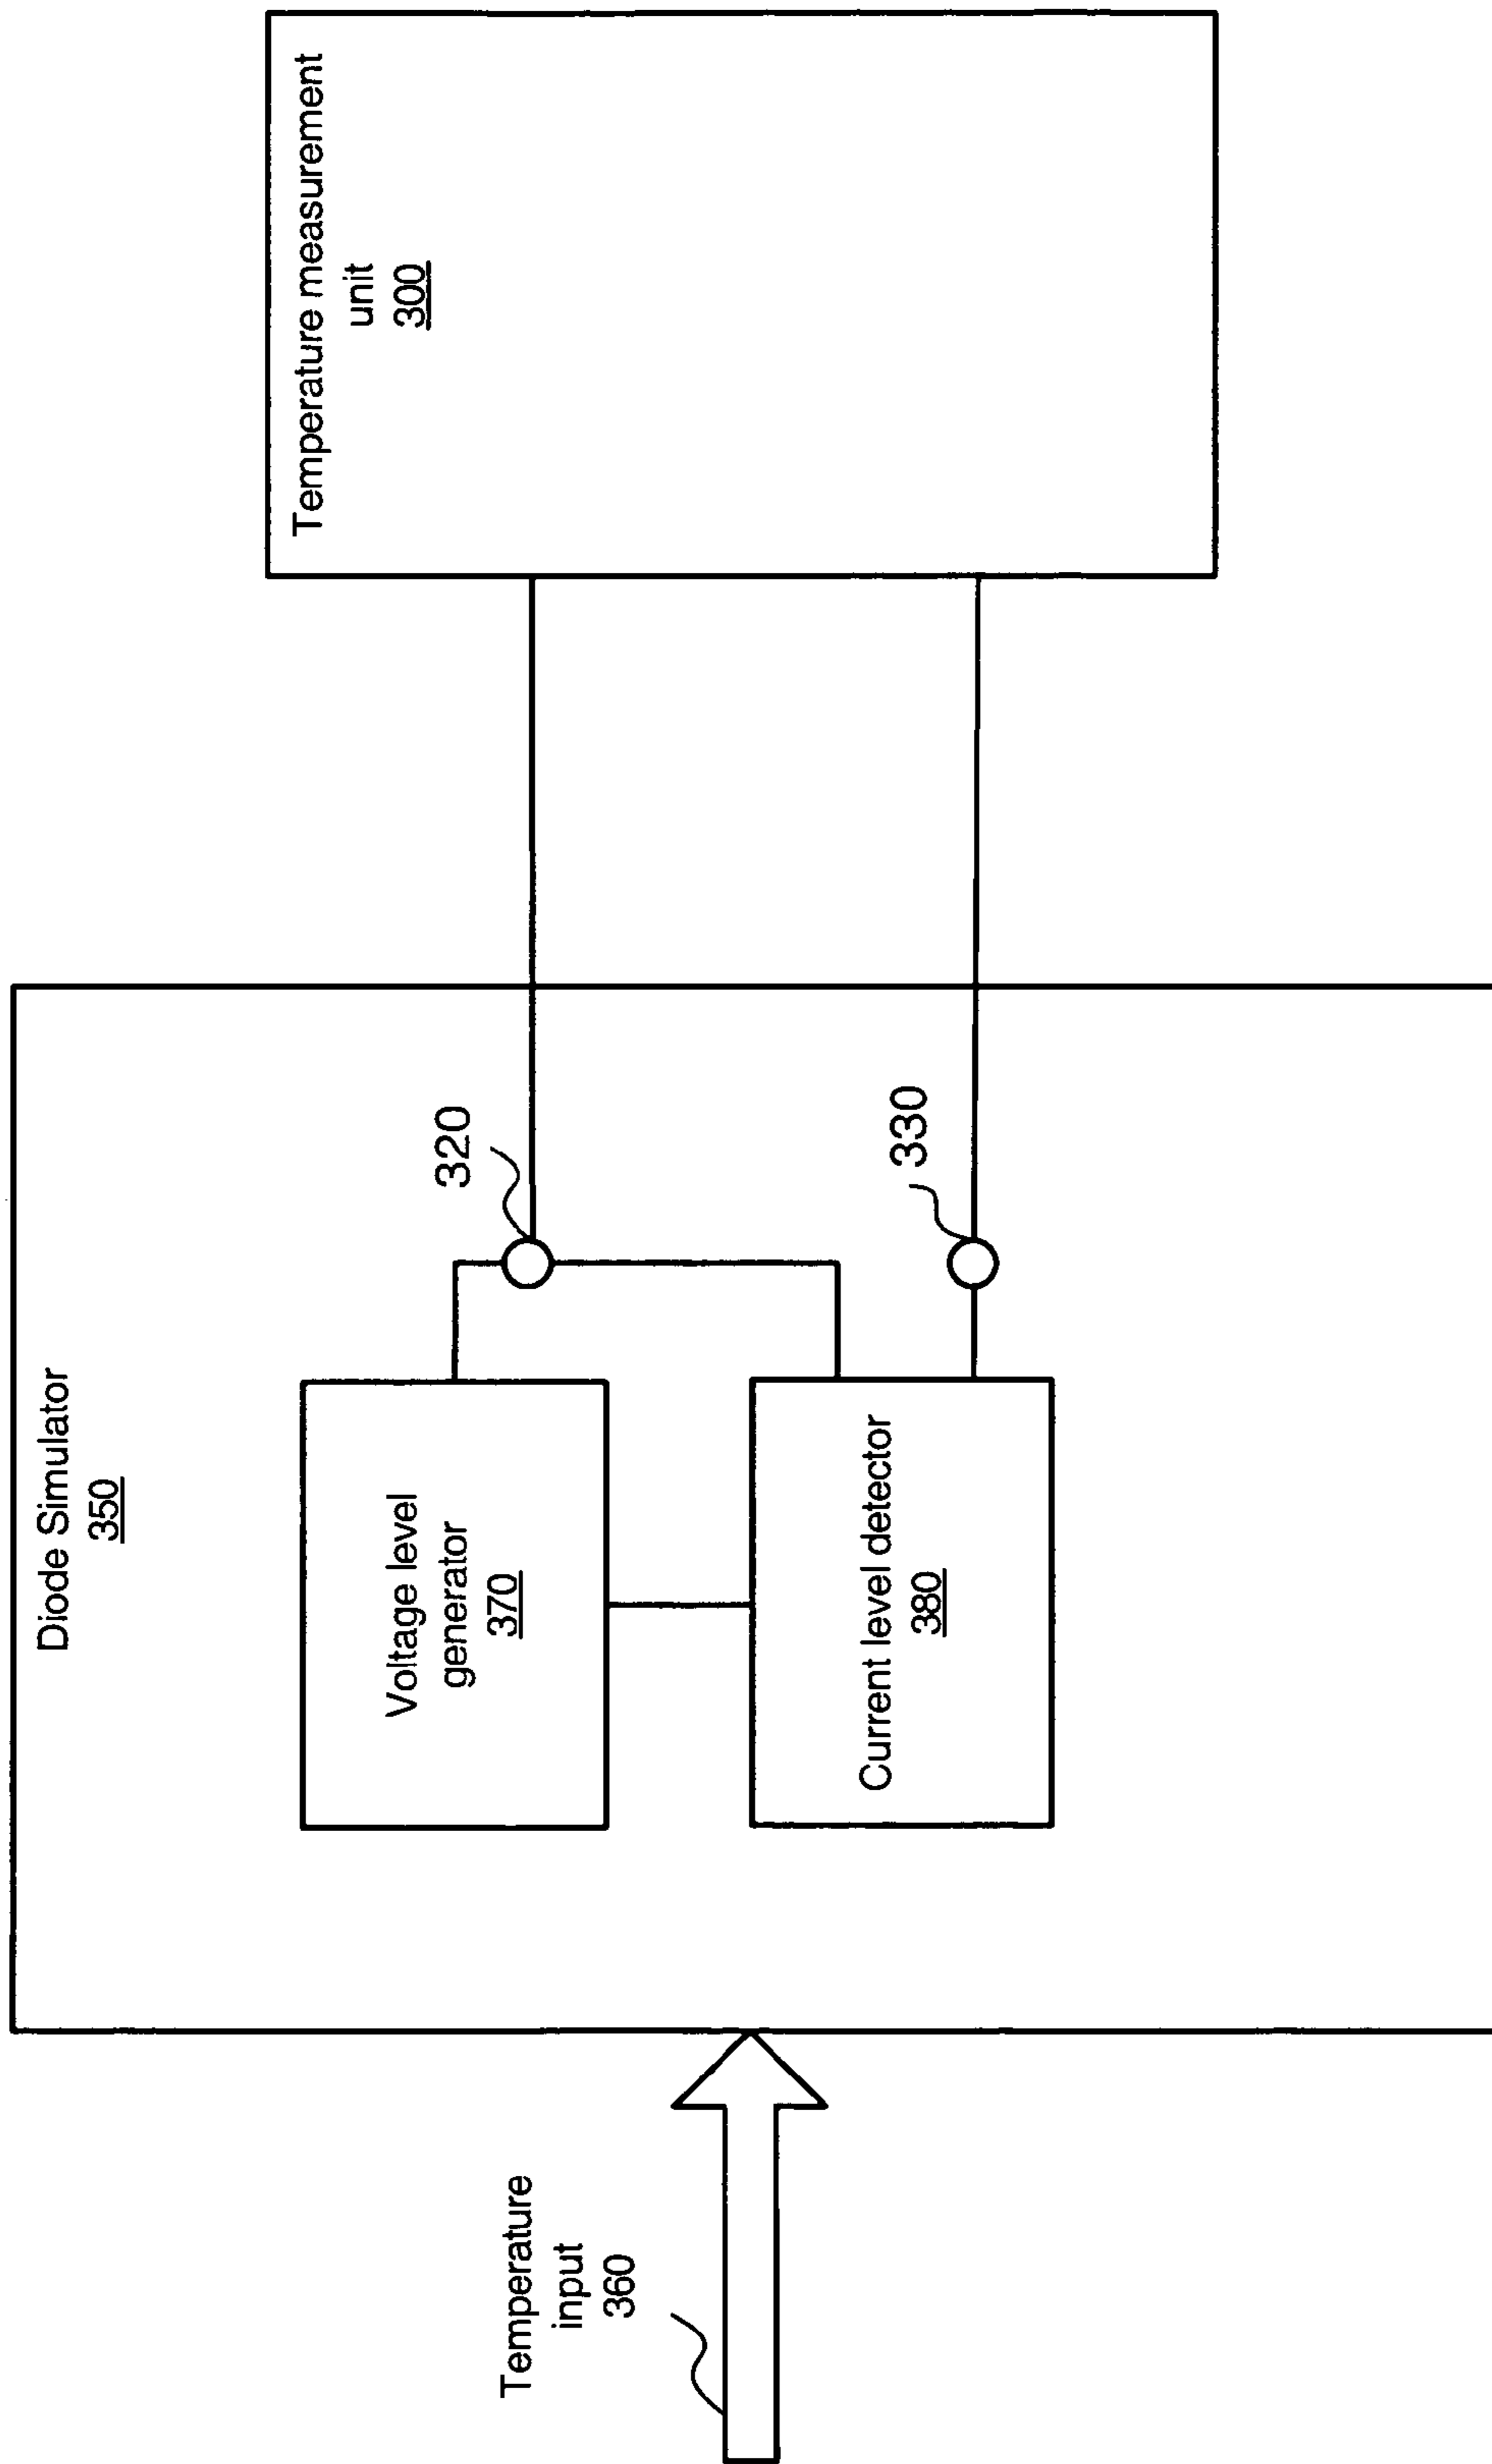 Diode Simulator
350
Temperature measurement
unit
300
Temperature
input
360
Voltage level
generator
370
320
Current level detector
380
330